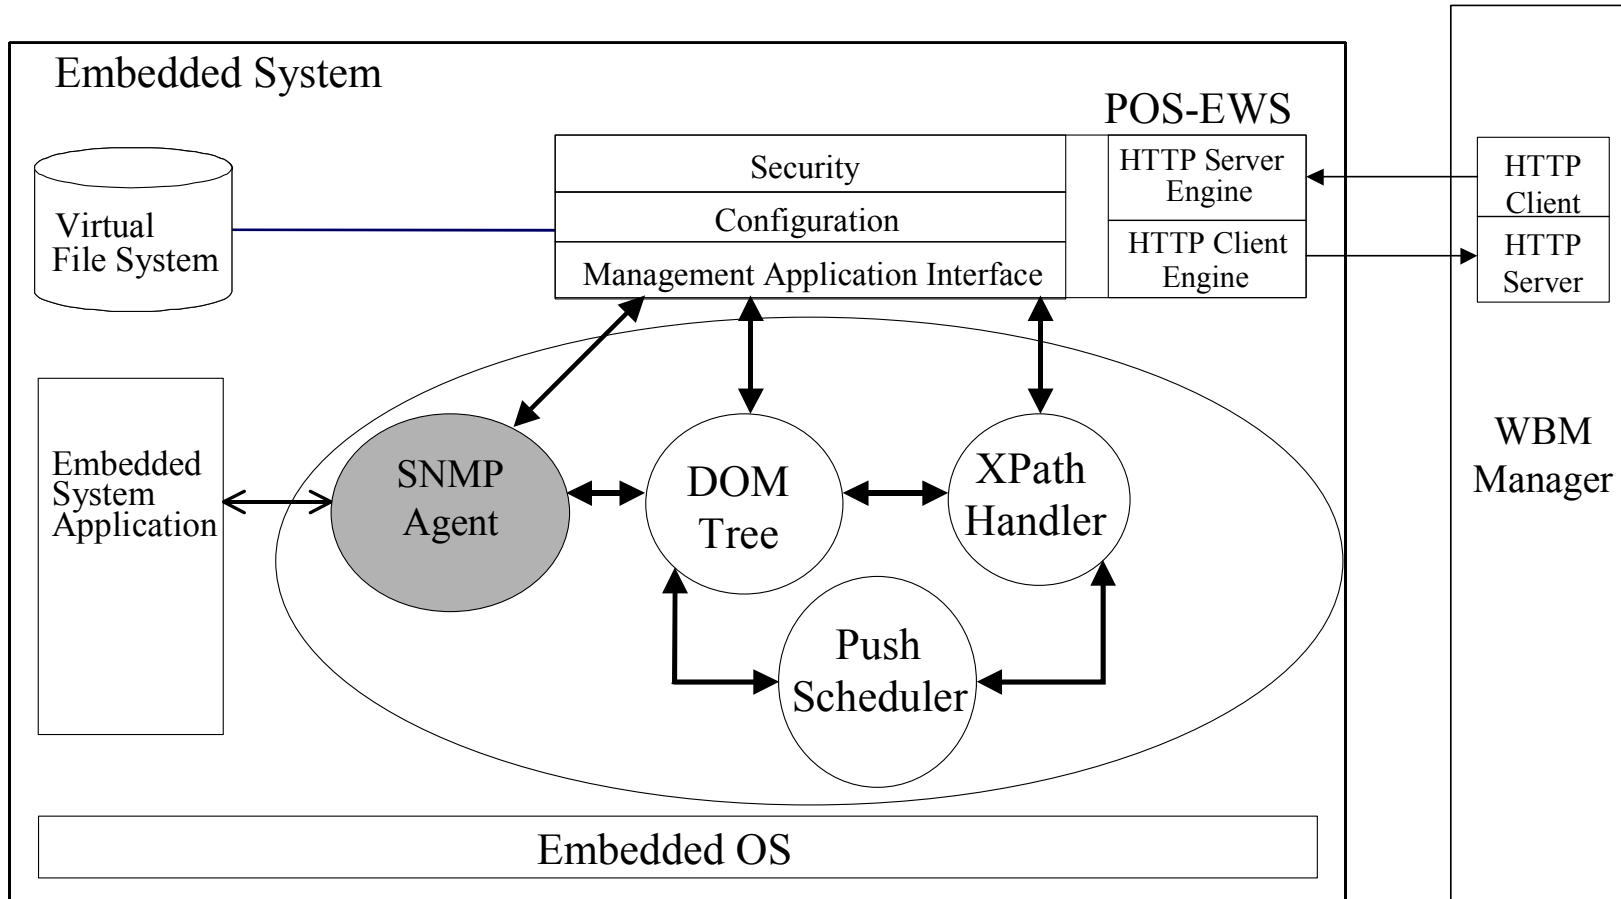 Embedded System
POS-EWS
Security
Configuration
Management Application Interface
HTTP Server
Engine
HTTP Client
Engine
HTTP
Client
HTTP
Server
Virtual
File System
Embedded
System
Application
SNMP
Agent
DOM
Tree
XPath
Handler
Push
Scheduler
WBM
Manager
Embedded OS